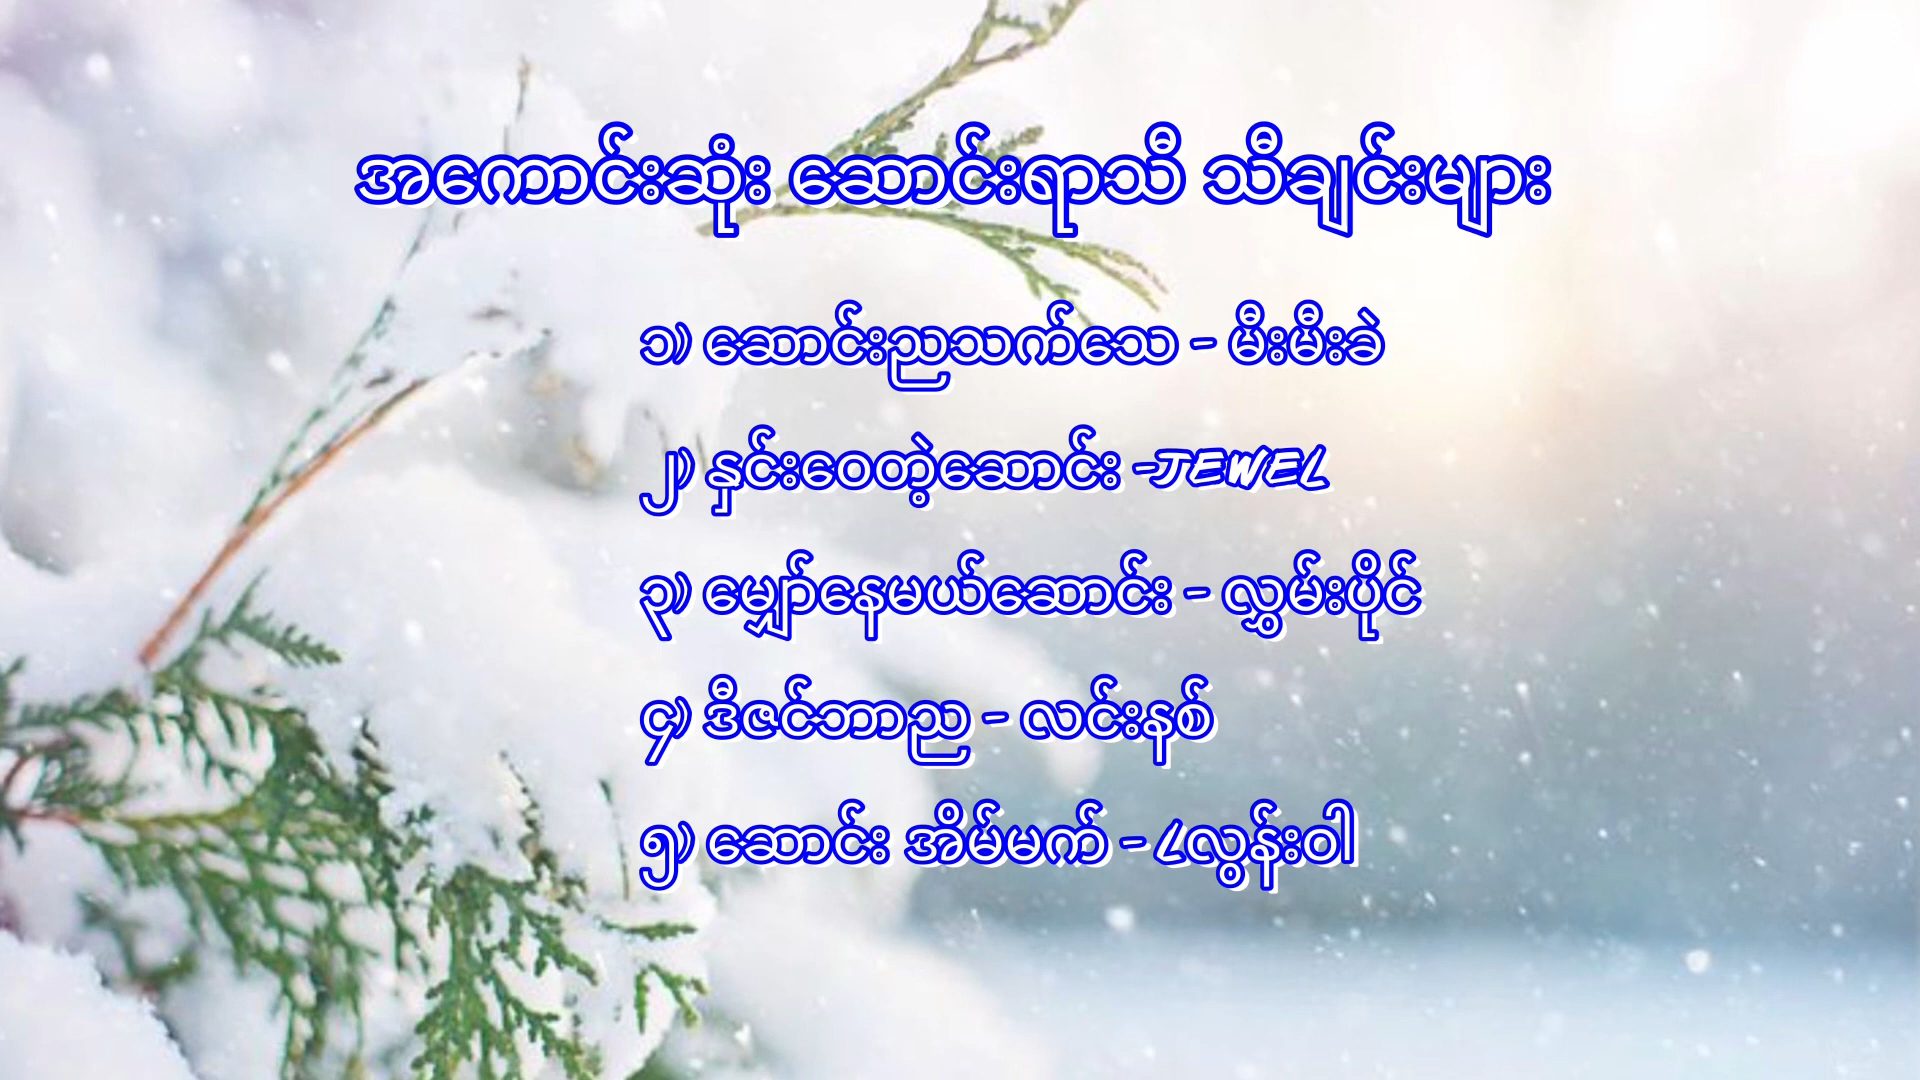 အကောင်းဆုံး ဆောင်းရာသီ သီချင်းများ
၁) ဆောင်းညသက်သေ - မီးမီးခဲ
၂) နှင်းဝေတဲ့ဆောင်း -JEWEL
၃) မျှော်နေမယ်ဆောင်း - လွှမ်းပိုင်
၄) ဒီဇင်ဘာည - လင်းနစ်
၅) ဆောင်း အိမ်မက် - Lလွန်းဝါ